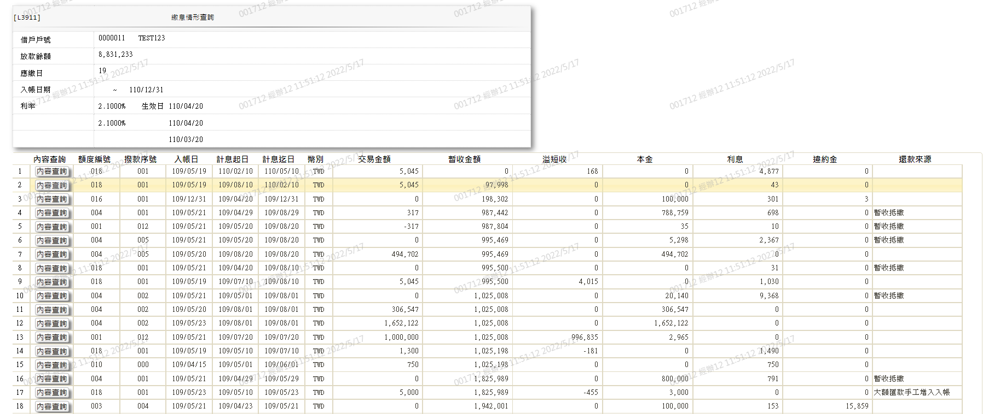 [L3911] 繳息情形查詢
借戶戶號 0000011 TEST123
放款餘額 8,831,233
應繳日 19
入帳日期 ~ 110/12/31
利率 2.1000% 生效日 110/04/20
2.1000% 110/04/20
110/03/20
內容查詢 額度編號 撥款序號 入帳日 計息起日 計息迄日 幣別 交易金額 暫收金額 溢短收 本金 利息 違約金 還款來源
1 內容查詢 018 001 109/05/19 110/02/10 110/05/10 TWD 5,045 0 168 0 4,877 0
2 內容查詢 018 001 109/05/19 109/08/10 110/02/10 TWD 5,045 97,998 0 0 43 0
3 內容查詢 016 001 109/12/31 109/04/20 109/12/31 TWD 0 198,302 0 100,000 301 3
4 內容查詢 004 001 109/05/21 109/04/29 109/08/29 TWD 317 987,442 0 788,759 698 0 暫收抵繳
5 內容查詢 001 012 109/05/21 109/05/20 109/08/20 TWD -317 987,804 0 35 10 0 暫收抵繳
6 內容查詢 004 005 109/05/21 109/05/20 109/08/20 TWD 0 995,469 0 5,298 2,367 0 暫收抵繳
7 內容查詢 004 005 109/05/20 109/08/20 109/08/20 TWD 494,702 995,469 0 494,702 0 0
8 內容查詢 018 001 109/05/21 109/04/20 109/08/10 TWD 0 995,500 0 0 31 0 暫收抵繳
9 內容查詢 018 001 109/05/19 109/07/10 109/08/10 TWD 5,045 995,500 4,015 0 1,030 0
10 內容查詢 004 002 109/05/21 109/05/01 109/08/01 TWD 0 1,025,008 0 20,140 9,368 0 暫收抵繳
11 內容查詢 004 002 109/05/20 109/08/01 109/08/01 TWD 306,547 1,025,008 0 306,547 0 0
12 內容查詢 004 002 109/05/23 109/08/01 109/08/01 TWD 1,652,122 1,025,008 0 1,652,122 0 0
13 內容查詢 001 012 109/05/21 109/07/20 109/07/20 TWD 1,000,000 1,025,008 996,835 2,965 0 0
14 內容查詢 018 001 109/05/19 109/05/10 109/07/10 TWD 1,300 1,025,198 -181 0 1,490 0
15 內容查詢 010 000 109/04/15 109/05/01 109/06/01 TWD 750 1,025,198 0 0 750 0
16 內容查詢 004 001 109/05/21 109/04/29 109/05/29 TWD 0 1,825,989 0 800,000 791 0 暫收抵繳
17 內容查詢 018 001 109/05/23 109/05/10 109/05/23 TWD 5,000 1,825,989 -455 3,000 0 0 大額匯款手工增入入帳
18 內容查詢 003 004 109/05/21 109/04/23 109/05/21 TWD 0 1,942,001 0 100,000 153 15,859
001712 經辦12 11:51:12 2022/5/17